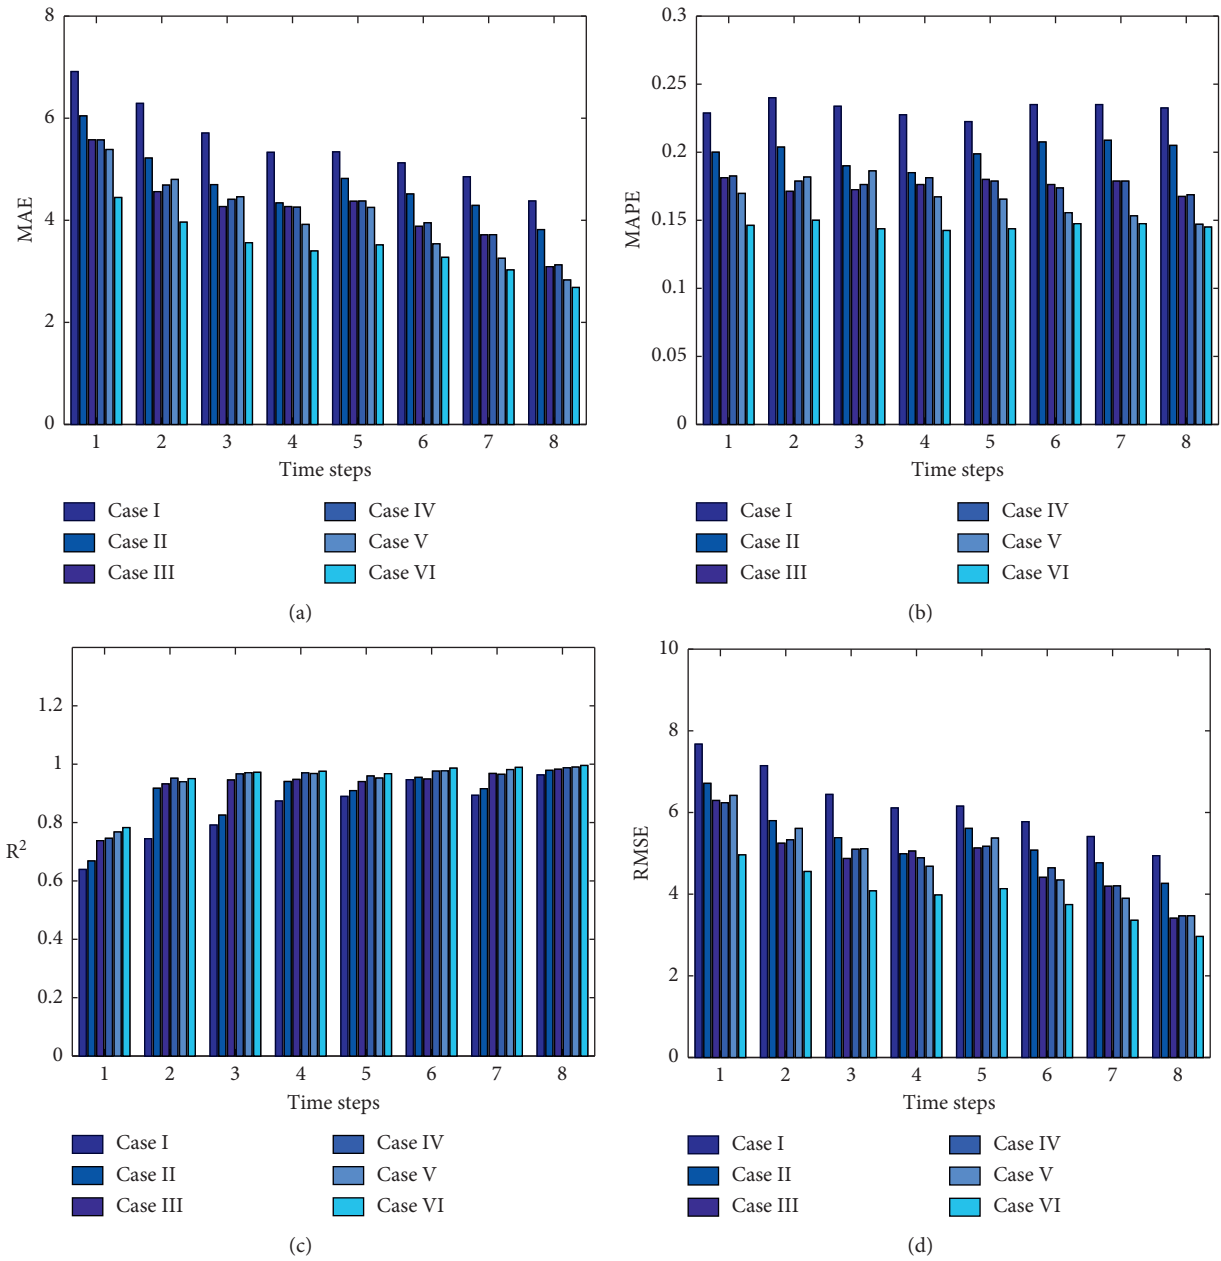 8
6
4
2
0
MAE
1 2 3 4 5 6 7 8
Time steps
Case I
Case II
Case III
Case IV
Case V
Case VI
(a)
0.3
0.25
0.2
0.15
0.1
0.05
0
MAPE
1 2 3 4 5 6 7 8
Time steps
Case I
Case II
Case III
Case IV
Case V
Case VI
(b)
1.2
1
0.8
0.6
0.4
0.2
0
R²
1 2 3 4 5 6 7 8
Time steps
Case I
Case II
Case III
Case IV
Case V
Case VI
(c)
10
8
6
4
2
0
RMSE
1 2 3 4 5 6 7 8
Time steps
Case I
Case II
Case III
Case IV
Case V
Case VI
(d)